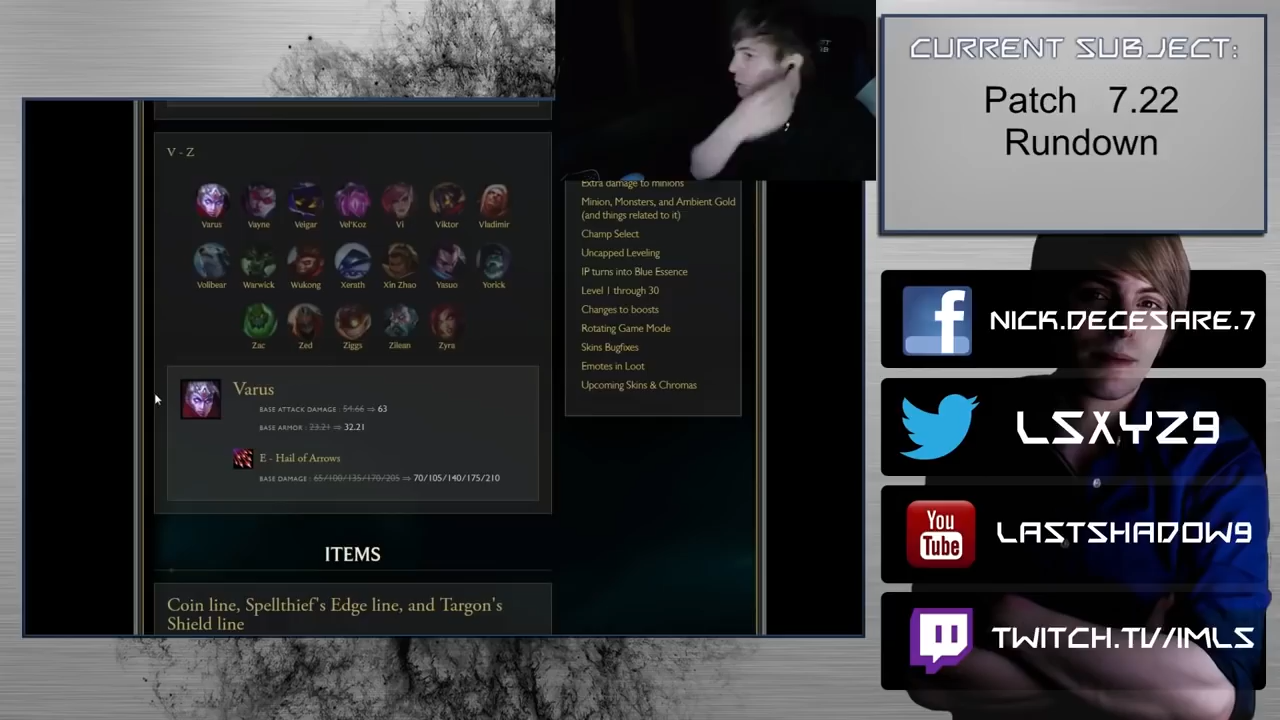 CURRENT SUBJECT:
Patch 7.22
Rundown
V - Z
Varus Vayne Veigar Vel'Koz Vi Viktor Vladimir
Volibear Warwick Wukong Xerath Xin Zhao Yasuo Yorick
Zac Zed Ziggs Zilean Zyra
Varus
BASE ATTACK DAMAGE : 54.66 ⇒ 63
BASE ARMOR : 23.21 ⇒ 32.21
E - Hail of Arrows
BASE DAMAGE : 65/100/135/170/205 ⇒ 70/105/140/175/210
ITEMS
Coin line, Spellthief's Edge line, and Targon's
Shield line
Extra damage to minions
Minion, Monsters, and Ambient Gold
(and things related to it)
Champ Select
Uncapped Leveling
IP turns into Blue Essence
Level 1 through 30
Changes to boosts
Rotating Game Mode
Skins Bugfixes
Emotes in Loot
Upcoming Skins & Chromas
f
NICK.DECESARE.7
LSXYZ9
You
Tube
LASTSHADOW9
TWITCH.TV/IMLS